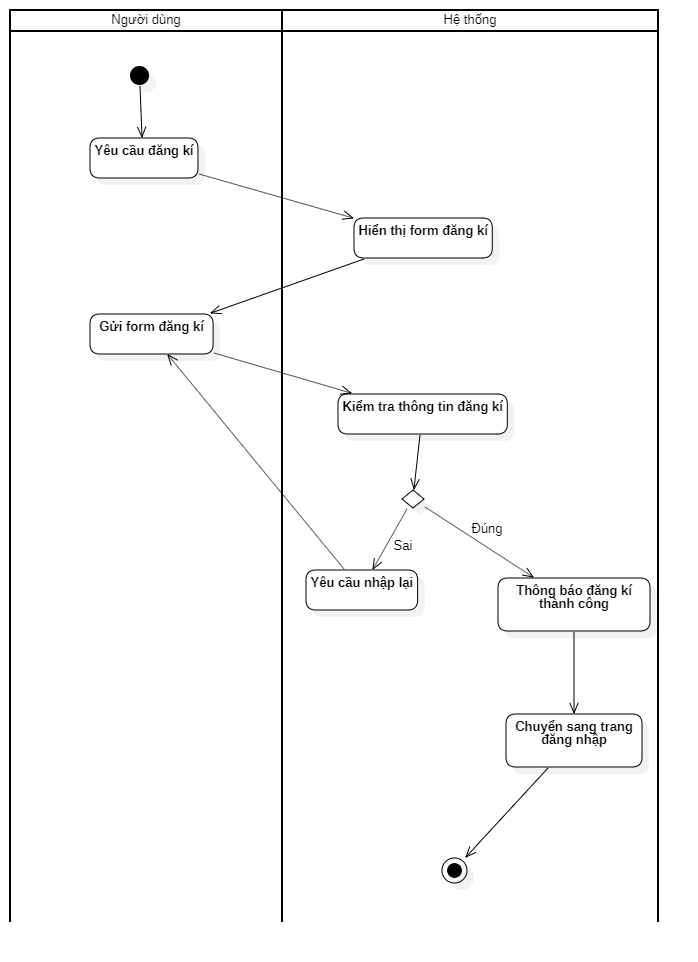 Người dùng
Hệ thống
Yêu cầu đăng kí
Hiển thị form đăng kí
Gửi form đăng kí
Kiểm tra thông tin đăng kí
Đúng
Sai
Yêu cầu nhập lại
Thông báo đăng kí
thành công
Chuyển sang trang
đăng nhập